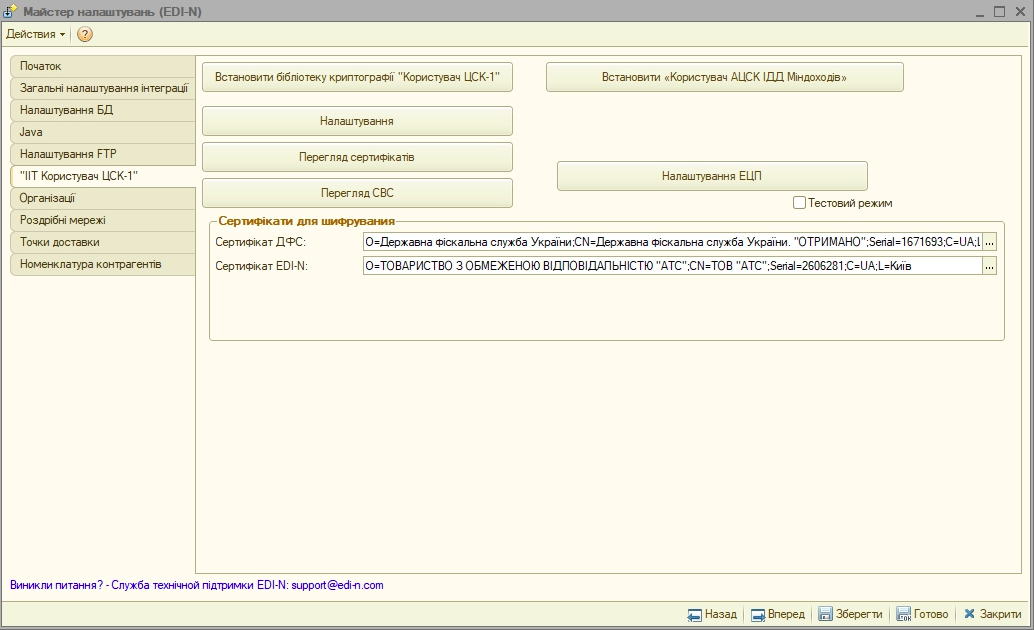 Майстер налаштувань (EDI-N)
Действия
?
Початок
Загальні налаштування інтеграції
Налаштування БД
Java
Налаштування FTP
"ІІТ Користувач ЦСК-1"
Організації
Роздрібні мережі
Точки доставки
Номенклатура контрагентів
Встановити бібліотеку криптографії "Користувач ЦСК-1"
Встановити «Користувач АЦСК ІДД Міндоходів»
Налаштування
Перегляд сертифікатів
Перегляд СВС
Налаштування ЕЦП
Тестовий режим
Сертифікати для шифрування
Сертифікат ДФС:
O=Державна фіскальна служба України;CN=Державна фіскальна служба України. "ОТРИМАНО";Serial=1671693;C=UA;L
...
Сертифікат EDI-N:
O=ТОВАРИСТВО З ОБМЕЖЕНОЮ ВІДПОВІДАЛЬНІСТЮ "АТС";CN=ТОВ "АТС";Serial=2606281;C=UA;L=Київ
...
Виникли питання? - Служба технічної підтримки EDI-N: support@edi-n.com
Назад
Вперед
Зберегти
Готово
Закрити